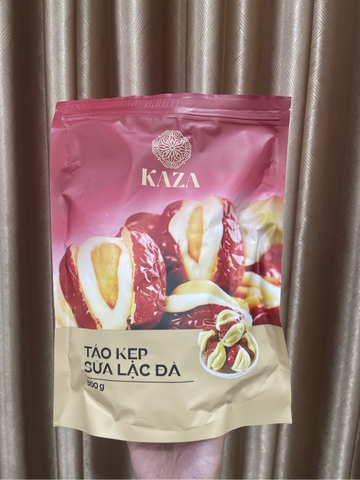 KAZA
TÁO KẸP
SỮA LẠC ĐÀ
500 g